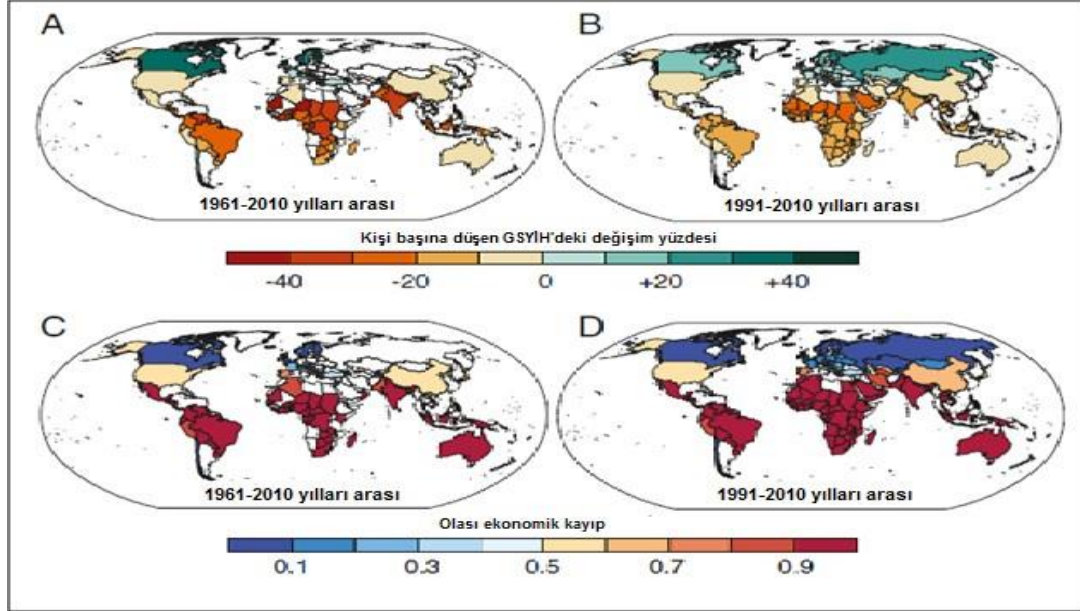 A
B
1961-2010 yılları arası
1991-2010 yılları arası
Kişi başına düşen GSYİH'deki değişim yüzdesi
-40 -20 0 +20 +40
C
D
1961-2010 yılları arası
1991-2010 yılları arası
Olası ekonomik kayıp
0.1 0.3 0.5 0.7 0.9